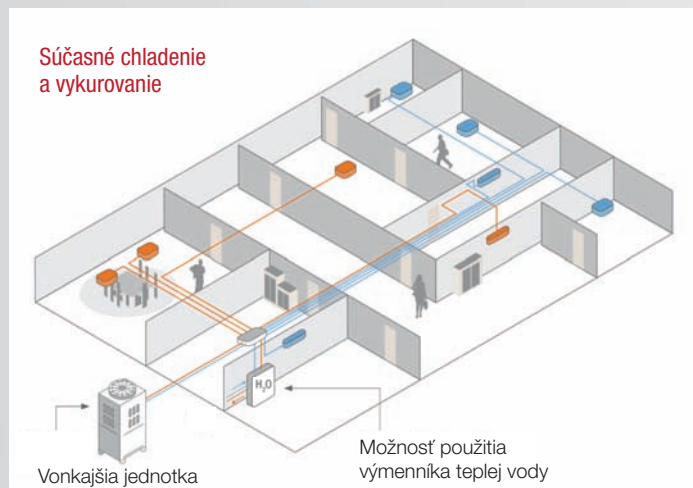 Súčasné chladenie
a vykurovanie
H₂O
Vonkajšia jednotka
Možnosť použitia
výmenníka teplej vody